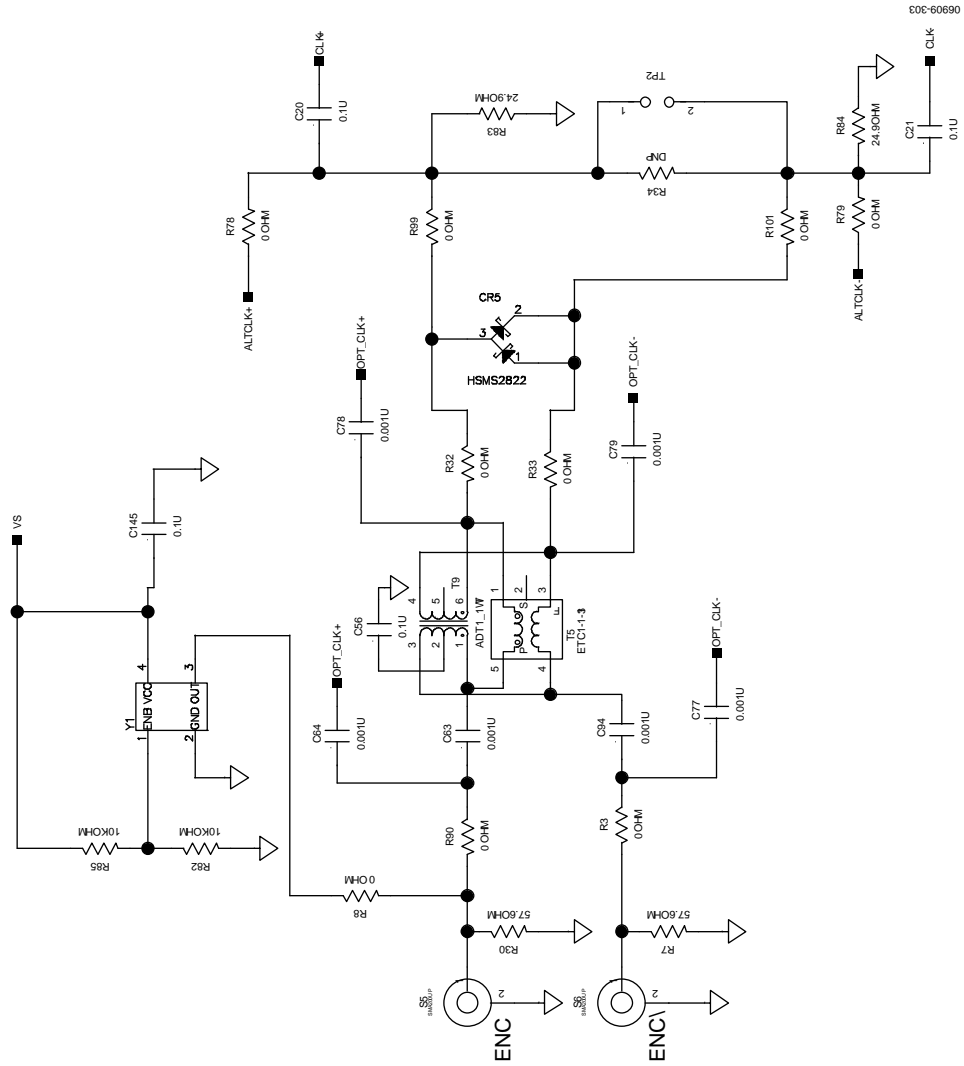 06909-303
CLK+
C20
0.1U
R78
0 OHM
ALTCLK+
R83
24.9OHM
TP2
1
2
R99
0 OHM
R34
DNP
R101
0 OHM
R84
24.9OHM
C21
0.1U
CLK-
R79
0 OHM
ALTCLK-
CR5
3
2
1
HSMS2822
OPT_CLK+
C78
0.001U
R32
0 OHM
R33
0 OHM
C79
0.001U
OPT_CLK-
VS
C145
0.1U
Y1
1
ENB
VCC
4
2
GND
OUT
3
R85
10KOHM
R82
10KOHM
C56
0.1U
T9
ADT1_1WT
3
2
1
4
5
6
T5
ETC1-1-3
5
4
1
2
3
P
S
F
OPT_CLK+
C64
0.001U
C63
0.001U
C94
0.001U
OPT_CLK-
C77
0.001U
R90
0 OHM
R3
0 OHM
R8
0 OHM
R30
57.6OHM
R7
57.6OHM
S5
1
2
ENC
S6
1
2
ENC\